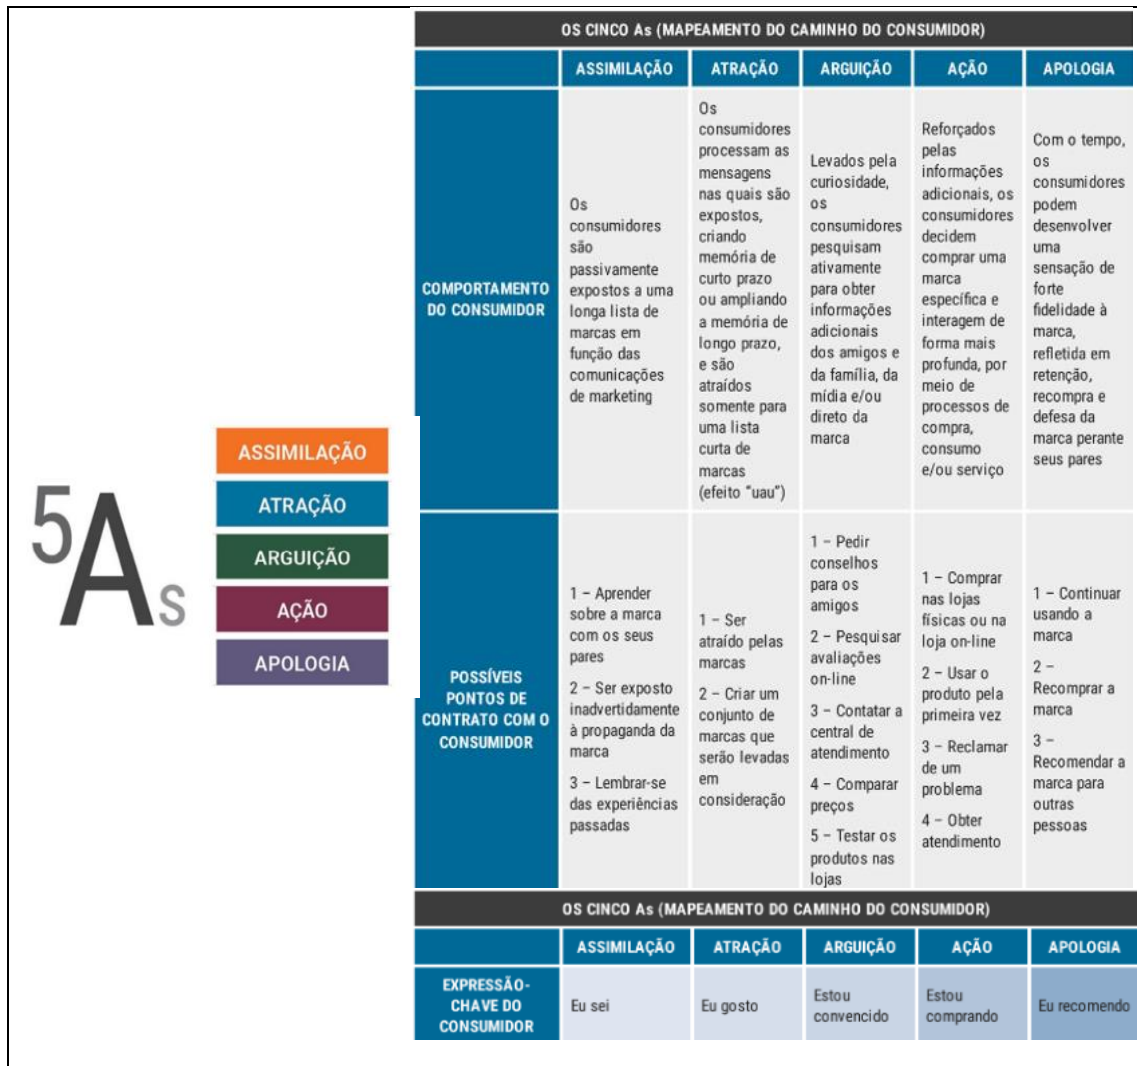 5As
ASSIMILAÇÃO
ATRAÇÃO
ARGUIÇÃO
AÇÃO
APOLOGIA
OS CINCO As (MAPEAMENTO DO CAMINHO DO CONSUMIDOR)
ASSIMILAÇÃO ATRAÇÃO ARGUIÇÃO AÇÃO APOLOGIA
COMPORTAMENTO
DO CONSUMIDOR
Os
consumidores
são
passivamente
expostos a uma
longa lista de
marcas em
função das
comunicações
de marketing
Os
consumidores
processam as
mensagens
nas quais são
expostos,
criando
memória de
curto prazo
ou ampliando
a memória de
longo prazo,
e são
atraídos
somente para
uma lista
curta de
marcas
(efeito “uau”)
Levados pela
curiosidade,
os
consumidores
pesquisam
ativamente
para obter
informações
adicionais
dos amigos e
da família, da
mídia e/ou
direto da
marca
Reforçados
pelas
informações
adicionais, os
consumidores
decidem
comprar uma
marca
específica e
interagem de
forma mais
profunda, por
meio de
processos de
compra,
consumo
e/ou serviço
Com o tempo,
os
consumidores
podem
desenvolver
uma
sensação de
forte
fidelidade à
marca,
refletida em
retenção,
recompra e
defesa da
marca perante
seus pares
POSSÍVEIS
PONTOS DE
CONTRATO COM O
CONSUMIDOR
1 – Aprender
sobre a marca
com os seus
pares
2 – Ser exposto
inadvertidamente
à propaganda da
marca
3 – Lembrar-se
das experiências
passadas
1 – Ser
atraído pelas
marcas
2 – Criar um
conjunto de
marcas que
serão levadas
em
consideração
1 – Pedir
conselhos
para os
amigos
2 – Pesquisar
avaliações
on-line
3 – Contatar a
central de
atendimento
4 – Comparar
preços
5 – Testar os
produtos nas
lojas
1 – Comprar
nas lojas
físicas ou na
loja on-line
2 – Usar o
produto pela
primeira vez
3 – Reclamar
de um
problema
4 – Obter
atendimento
1 – Continuar
usando a
marca
2 –
Recomprar a
marca
3 –
Recomendar a
marca para
outras
pessoas
OS CINCO As (MAPEAMENTO DO CAMINHO DO CONSUMIDOR)
ASSIMILAÇÃO ATRAÇÃO ARGUIÇÃO AÇÃO APOLOGIA
EXPRESSÃO-
CHAVE DO
CONSUMIDOR
Eu sei
Eu gosto
Estou
convencido
Estou
comprando
Eu recomendo